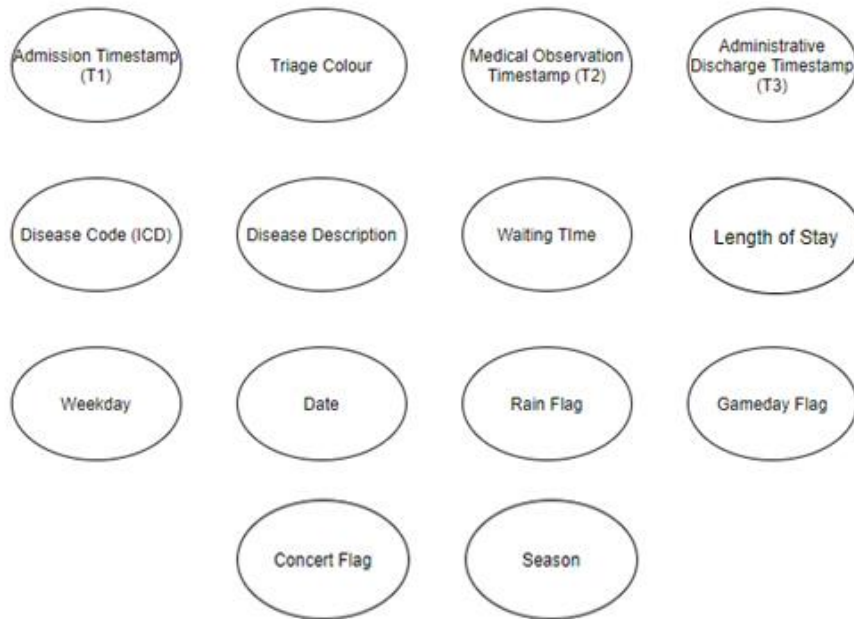 Admission Timestamp
(T1)
Triage Colour
Medical Observation
Timestamp (T2)
Administrative
Discharge Timestamp
(T3)
Disease Code (ICD)
Disease Description
Waiting TIme
Length of Stay
Weekday
Date
Rain Flag
Gameday Flag
Concert Flag
Season